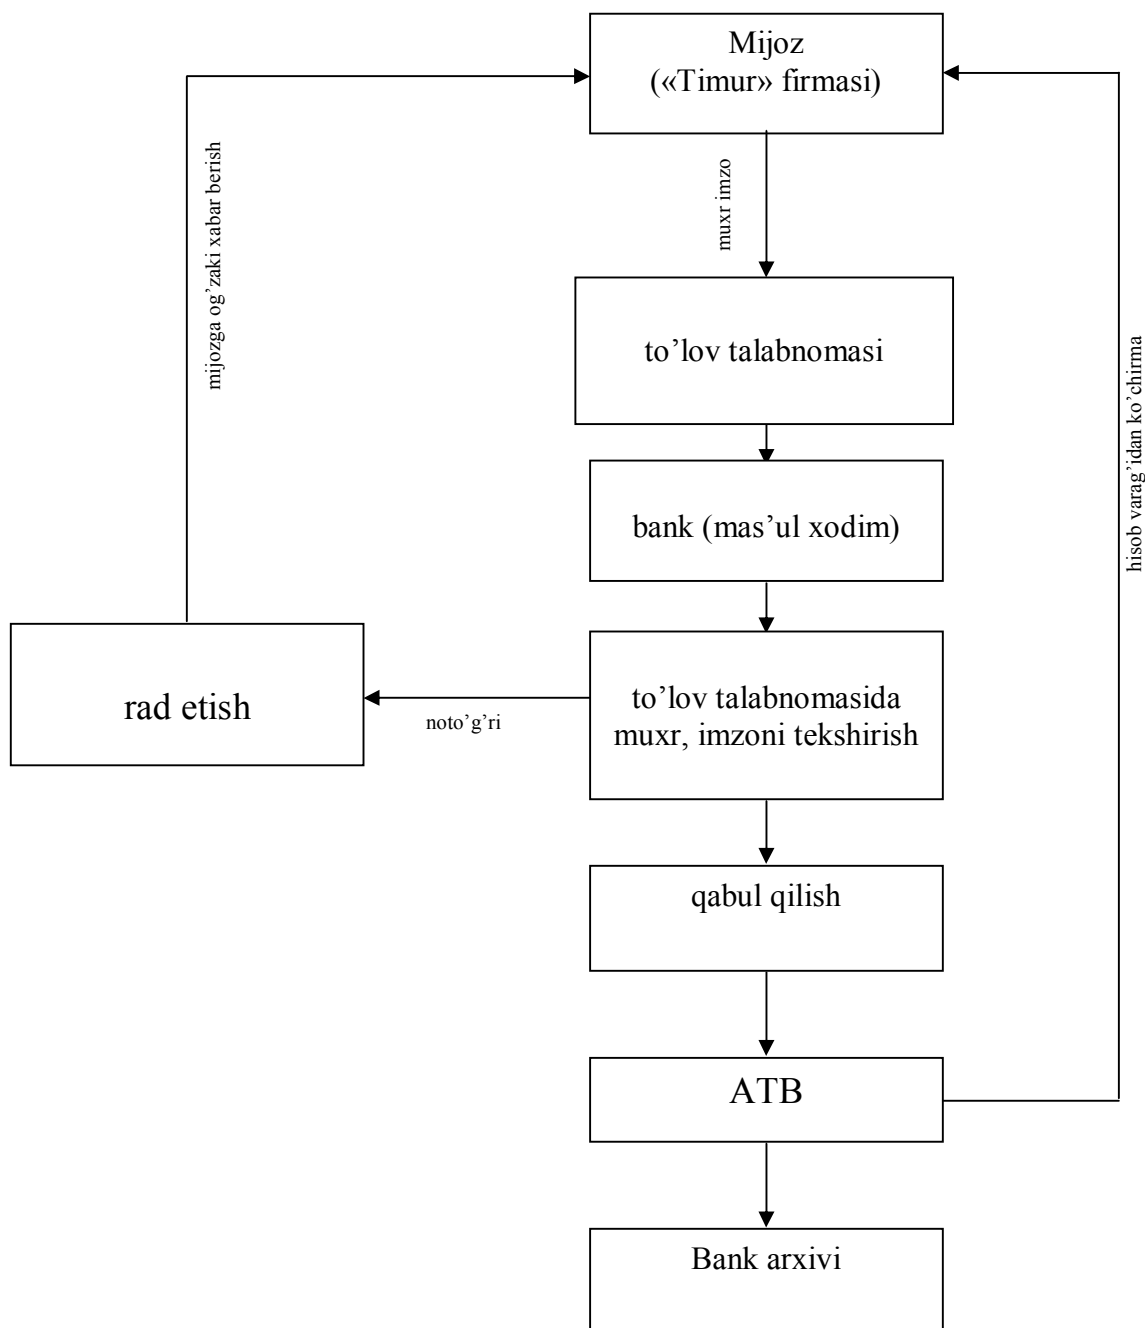 Mijoz
(«Timur» firmasi)
mijozga og’zaki xabar berish
muxr imzo
hisob varag’idan ko’chirma
to’lov talabnomasi
bank (mas’ul xodim)
rad etish
noto’g’ri
to’lov talabnomasida
muxr, imzoni tekshirish
qabul qilish
ATB
Bank arxivi